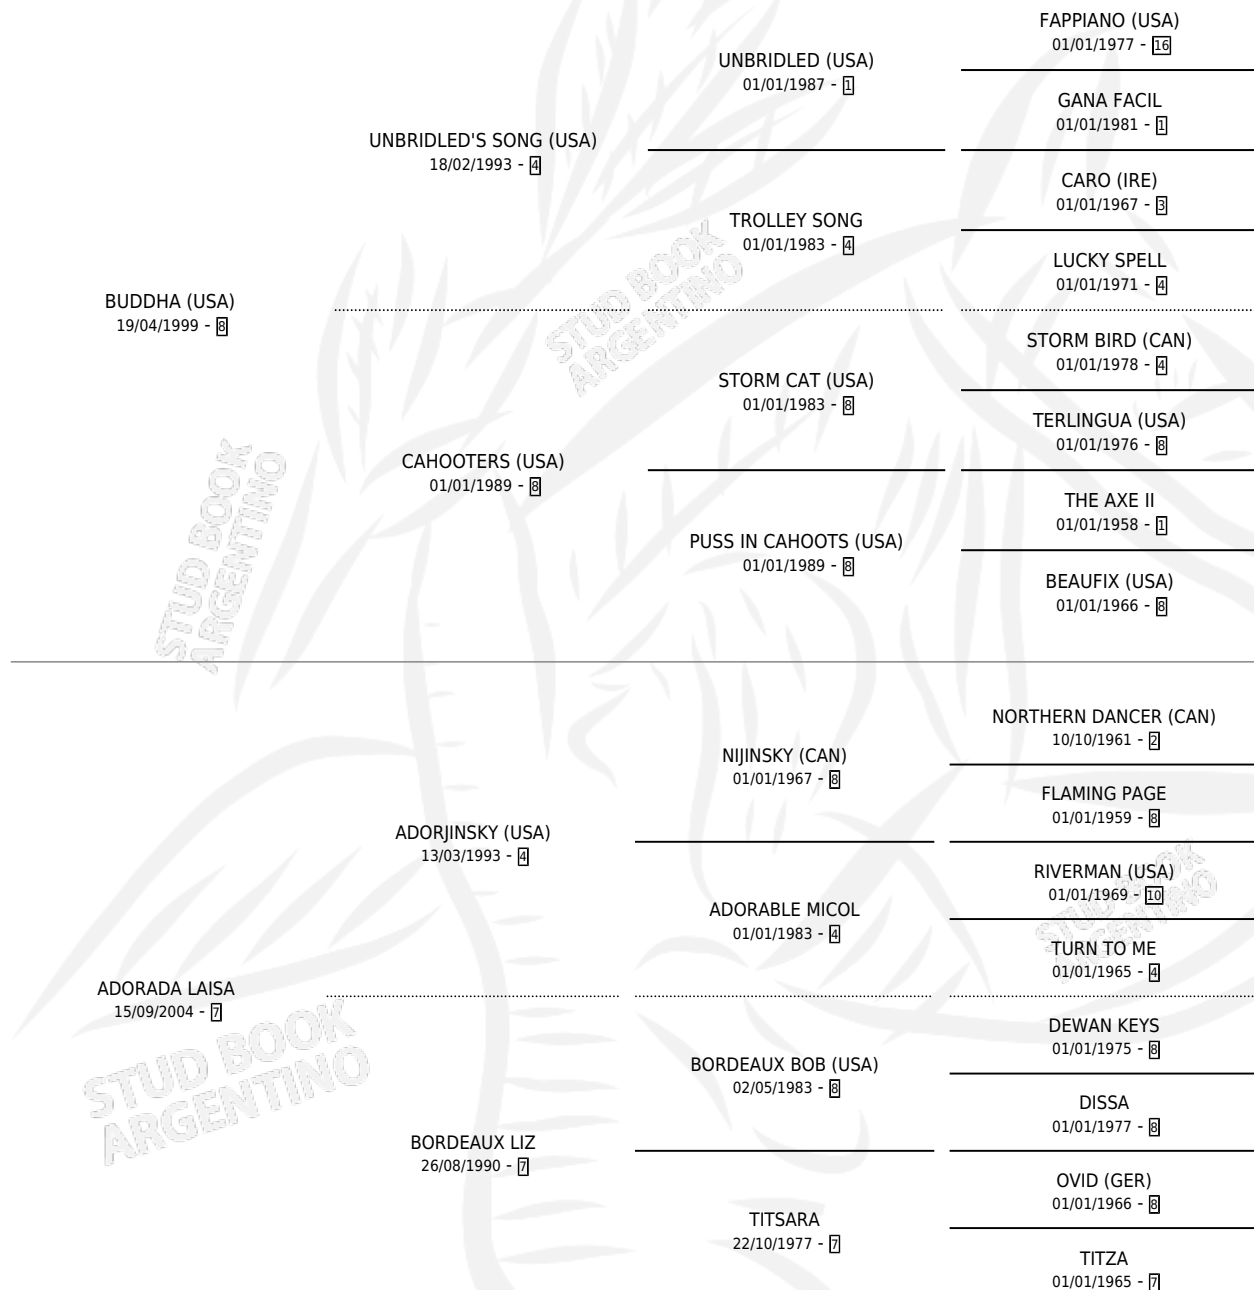 FAPPIANO (USA)
01/01/1977 - 16
UNBRIDLED (USA)
01/01/1987 - 1
GANA FACIL
01/01/1981 - 1
UNBRIDLED'S SONG (USA)
18/02/1993 - 4
CARO (IRE)
01/01/1967 - 3
TROLLEY SONG
01/01/1983 - 4
LUCKY SPELL
01/01/1971 - 4
BUDDHA (USA)
19/04/1999 - 8
STORM BIRD (CAN)
01/01/1978 - 4
STORM CAT (USA)
01/01/1983 - 8
TERLINGUA (USA)
01/01/1976 - 8
CAHOOTERS (USA)
01/01/1989 - 8
THE AXE II
01/01/1958 - 1
PUSS IN CAHOOTS (USA)
01/01/1989 - 8
BEAUFIX (USA)
01/01/1966 - 8
NORTHERN DANCER (CAN)
10/10/1961 - 2
NIJINSKY (CAN)
01/01/1967 - 8
FLAMING PAGE
01/01/1959 - 8
ADORJINSKY (USA)
13/03/1993 - 4
RIVERMAN (USA)
01/01/1969 - 10
ADORABLE MICOL
01/01/1983 - 4
TURN TO ME
01/01/1965 - 4
ADORADA LAISA
15/09/2004 - 7
DEWAN KEYS
01/01/1975 - 8
BORDEAUX BOB (USA)
02/05/1983 - 8
DISSA
01/01/1977 - 8
BORDEAUX LIZ
26/08/1990 - 7
OVID (GER)
01/01/1966 - 8
TITSARA
22/10/1977 - 7
TITZA
01/01/1965 - 7
STUD BOOK
ARGENTINO
STUD BOOK
ARGENTINO
STUD BOOK
ARGENTINO
STUD BOOK
ARGENTINO